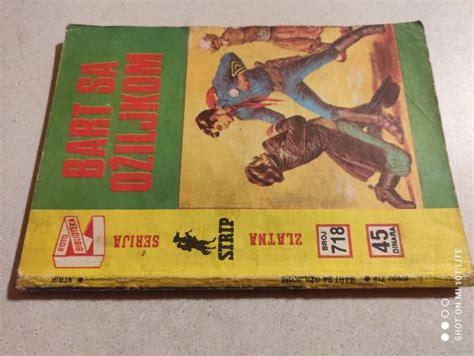 BART SA
OŽILJKOM
ROTO
BIBLIOTEKA
ZLATNA
STRIP
SERIJA
BROJ
718
45
DINARA
STRIP
BART SA OŽILJKOM
BROJ 718
SHOT ON MI 10T LITE